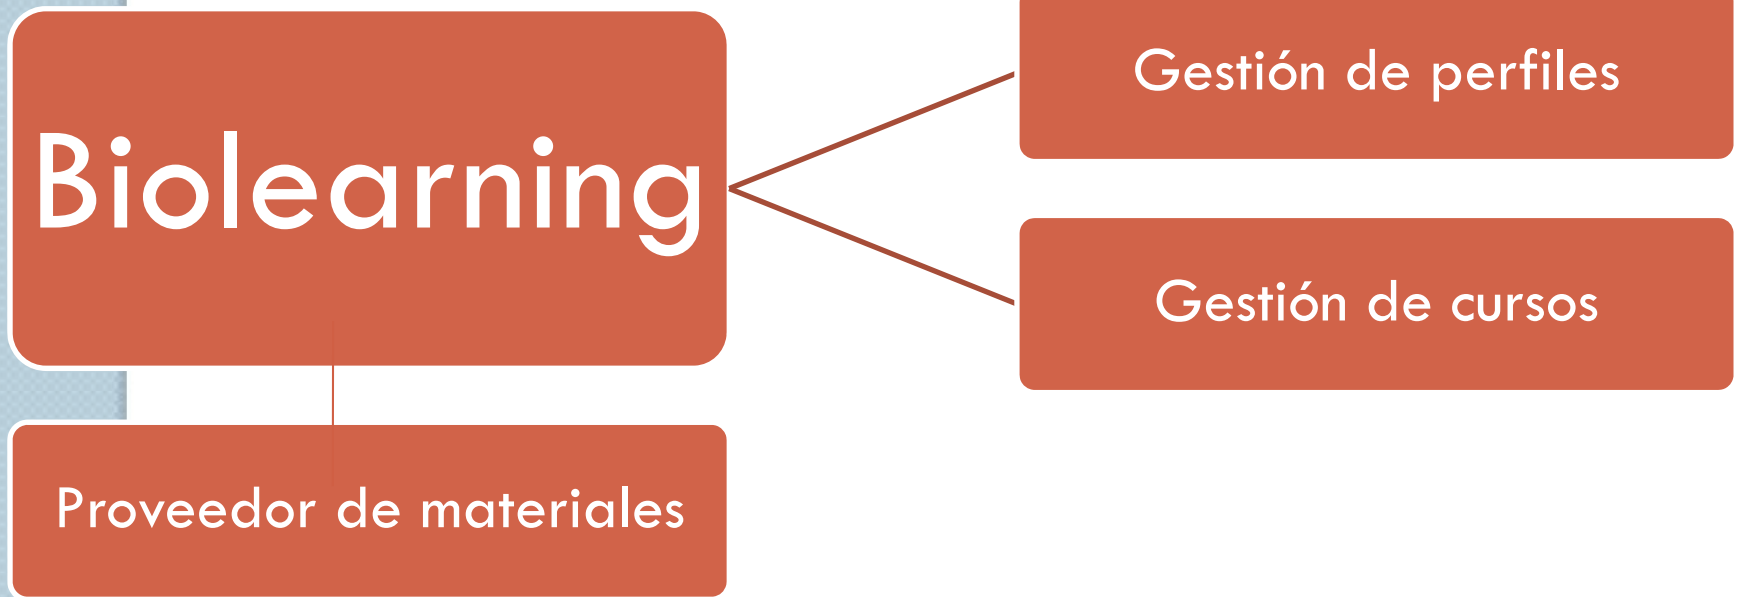 Biolearning
Gestión de perfiles
Gestión de cursos
Proveedor de materiales